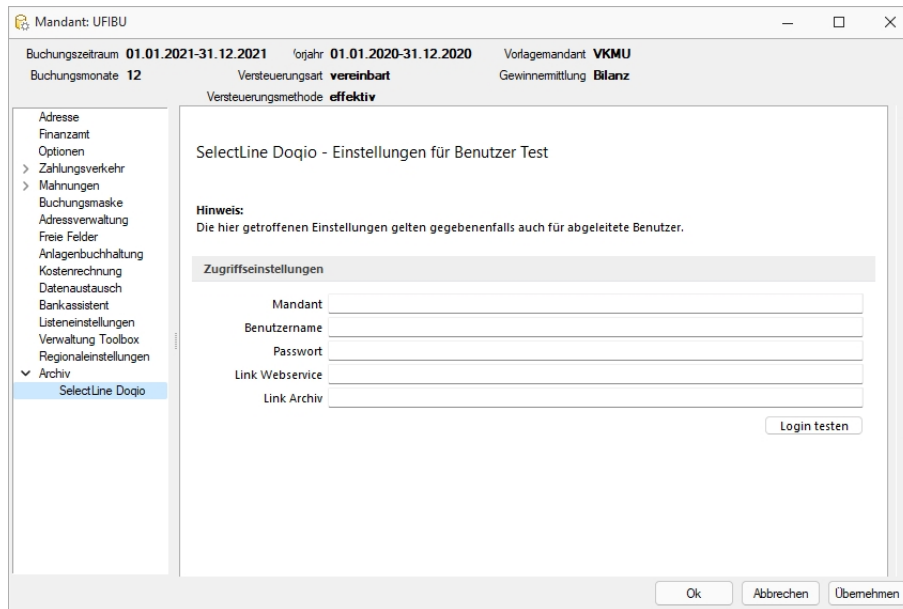 Mandant: UFIBU
Buchungszeitraum 01.01.2021-31.12.2021 orjahr 01.01.2020-31.12.2020 Vorlagemandant VKMU
Buchungsmonate 12 Versteuerungsart vereinbart Gewinnermittlung Bilanz
Versteuerungsmethode effektiv
Adresse
Finanzamt
Optionen
Zahlungsverkehr
Mahnungen
Buchungsmaske
Adressverwaltung
Freie Felder
Anlagenbuchhaltung
Kostenrechnung
Datenaustausch
Bankassistent
Listeneinstellungen
Verwaltung Toolbox
Regionaleinstellungen
Archiv
SelectLine Doqio
SelectLine Doqio - Einstellungen für Benutzer Test
Hinweis:
Die hier getroffenen Einstellungen gelten gegebenenfalls auch für abgeleitete Benutzer.
Zugriffseinstellungen
Mandant
Benutzername
Passwort
Link Webservice
Link Archiv
Login testen
Ok Abbrechen Übernehmen